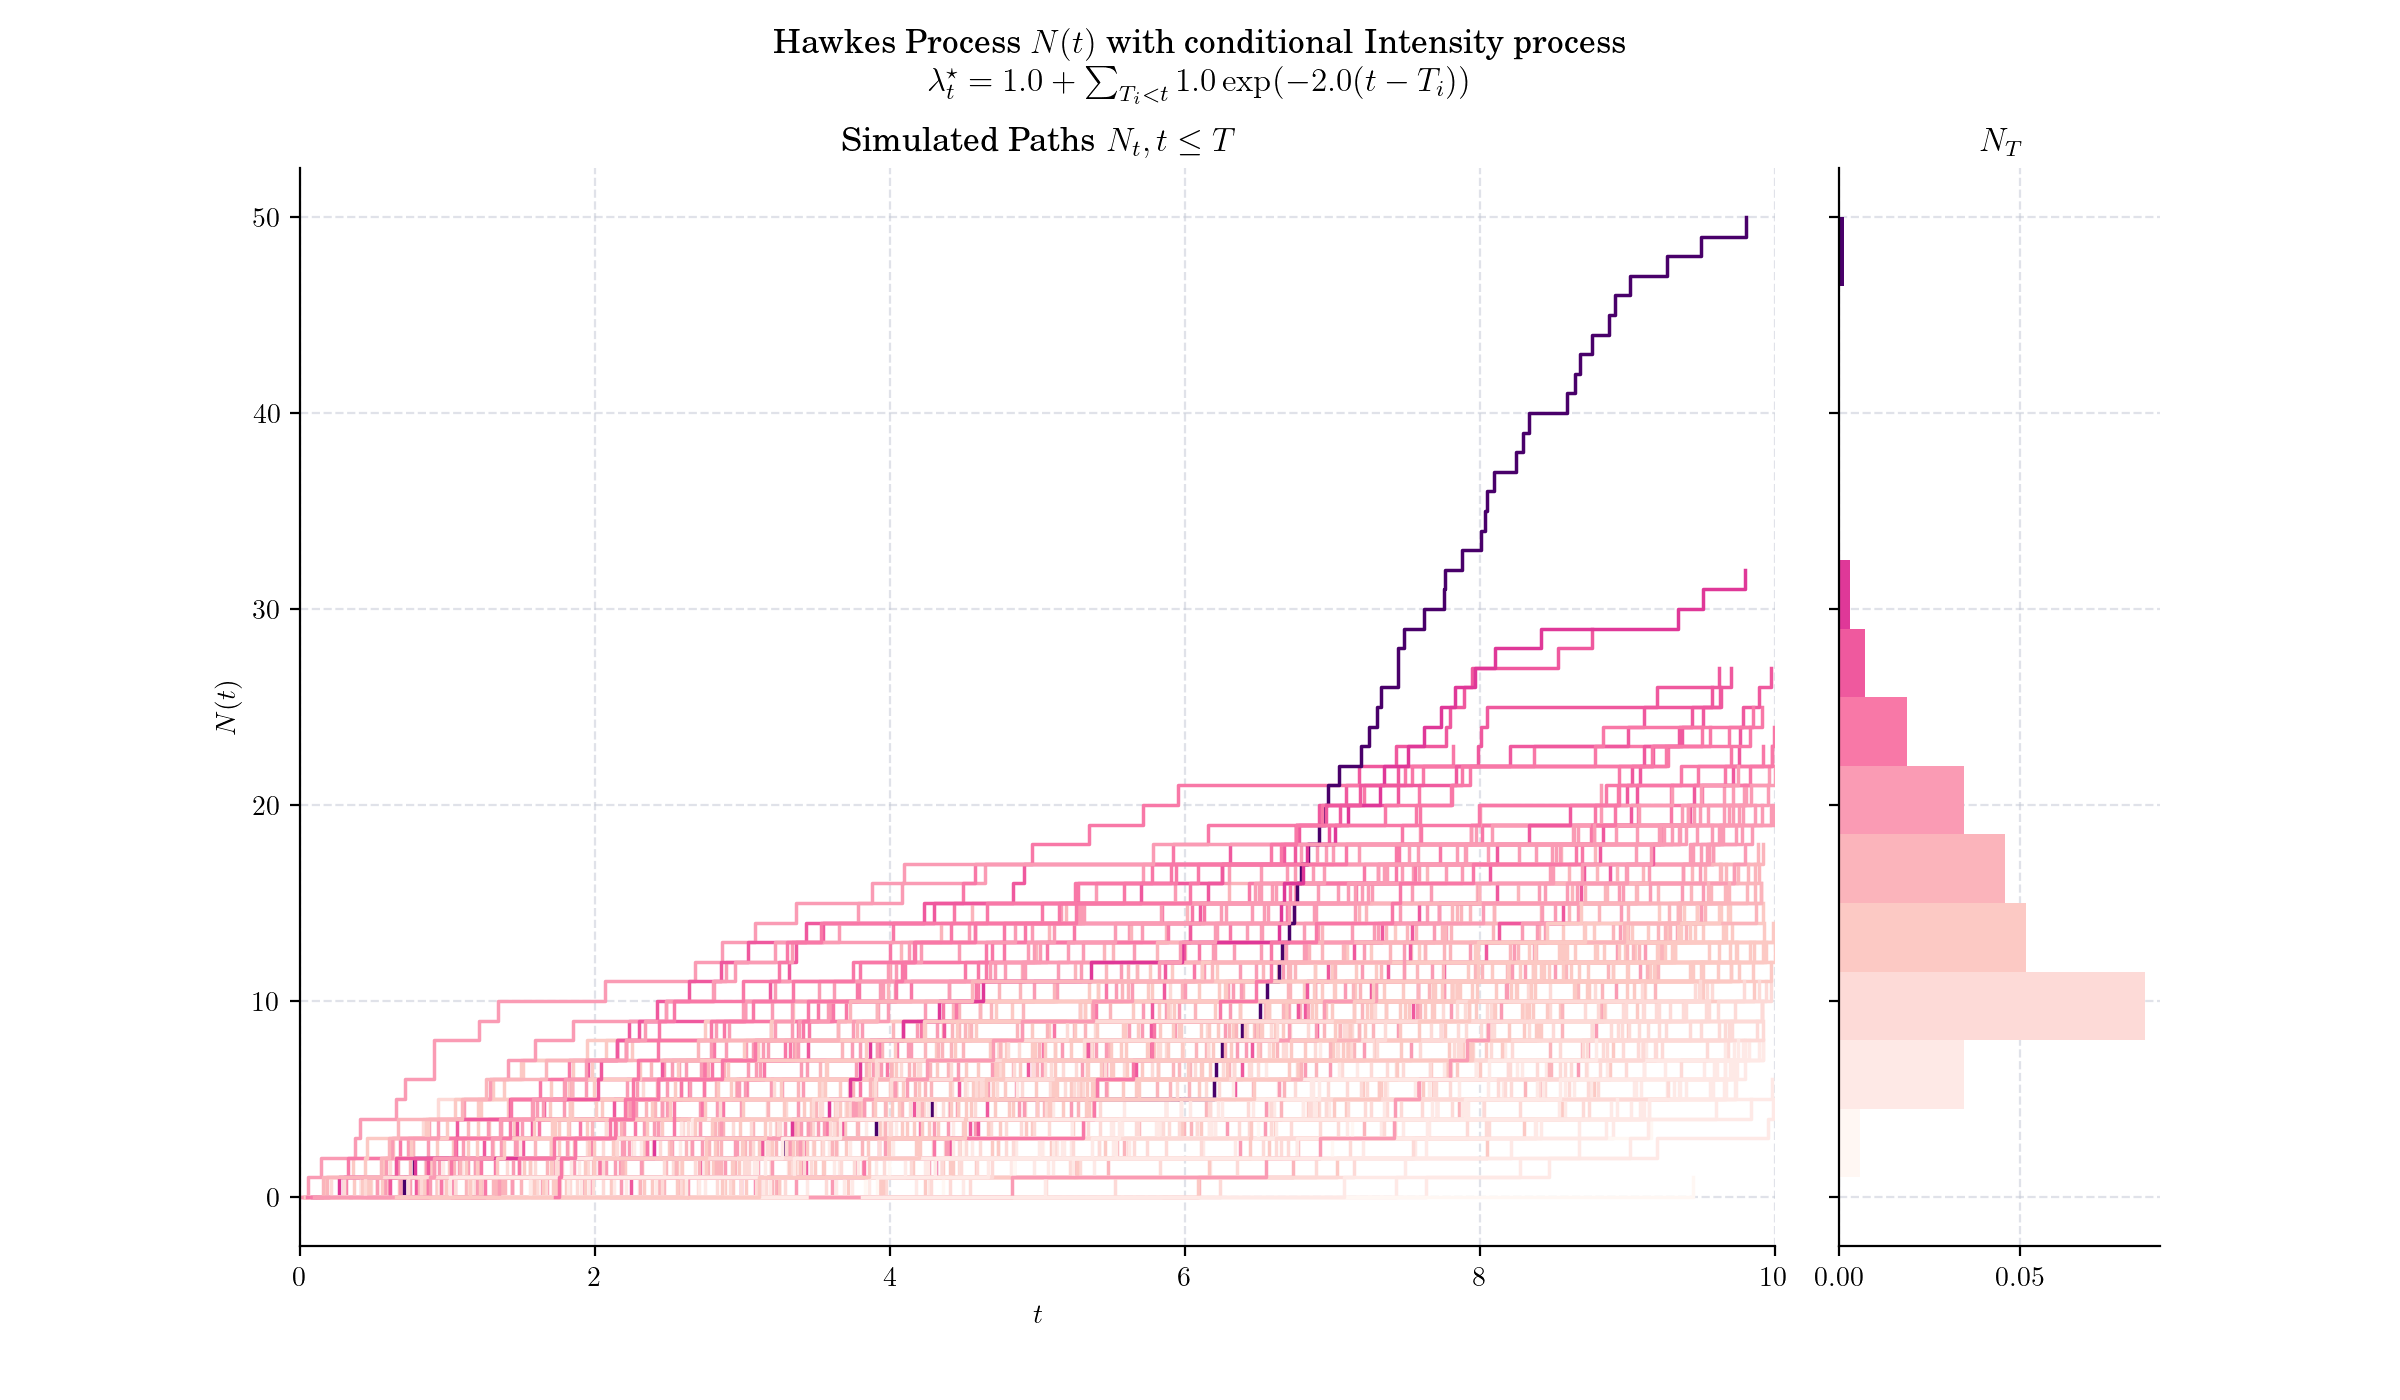 Hawkes Process N(t) with conditional Intensity process
λ*_t = 1.0 + ∑_{T_i<t} 1.0 exp(−2.0(t − T_i))
Simulated Paths N_t, t ≤ T
N_T
50
40
30
20
10
0
N(t)
0 2 4 6 8 10
t
0.00 0.05